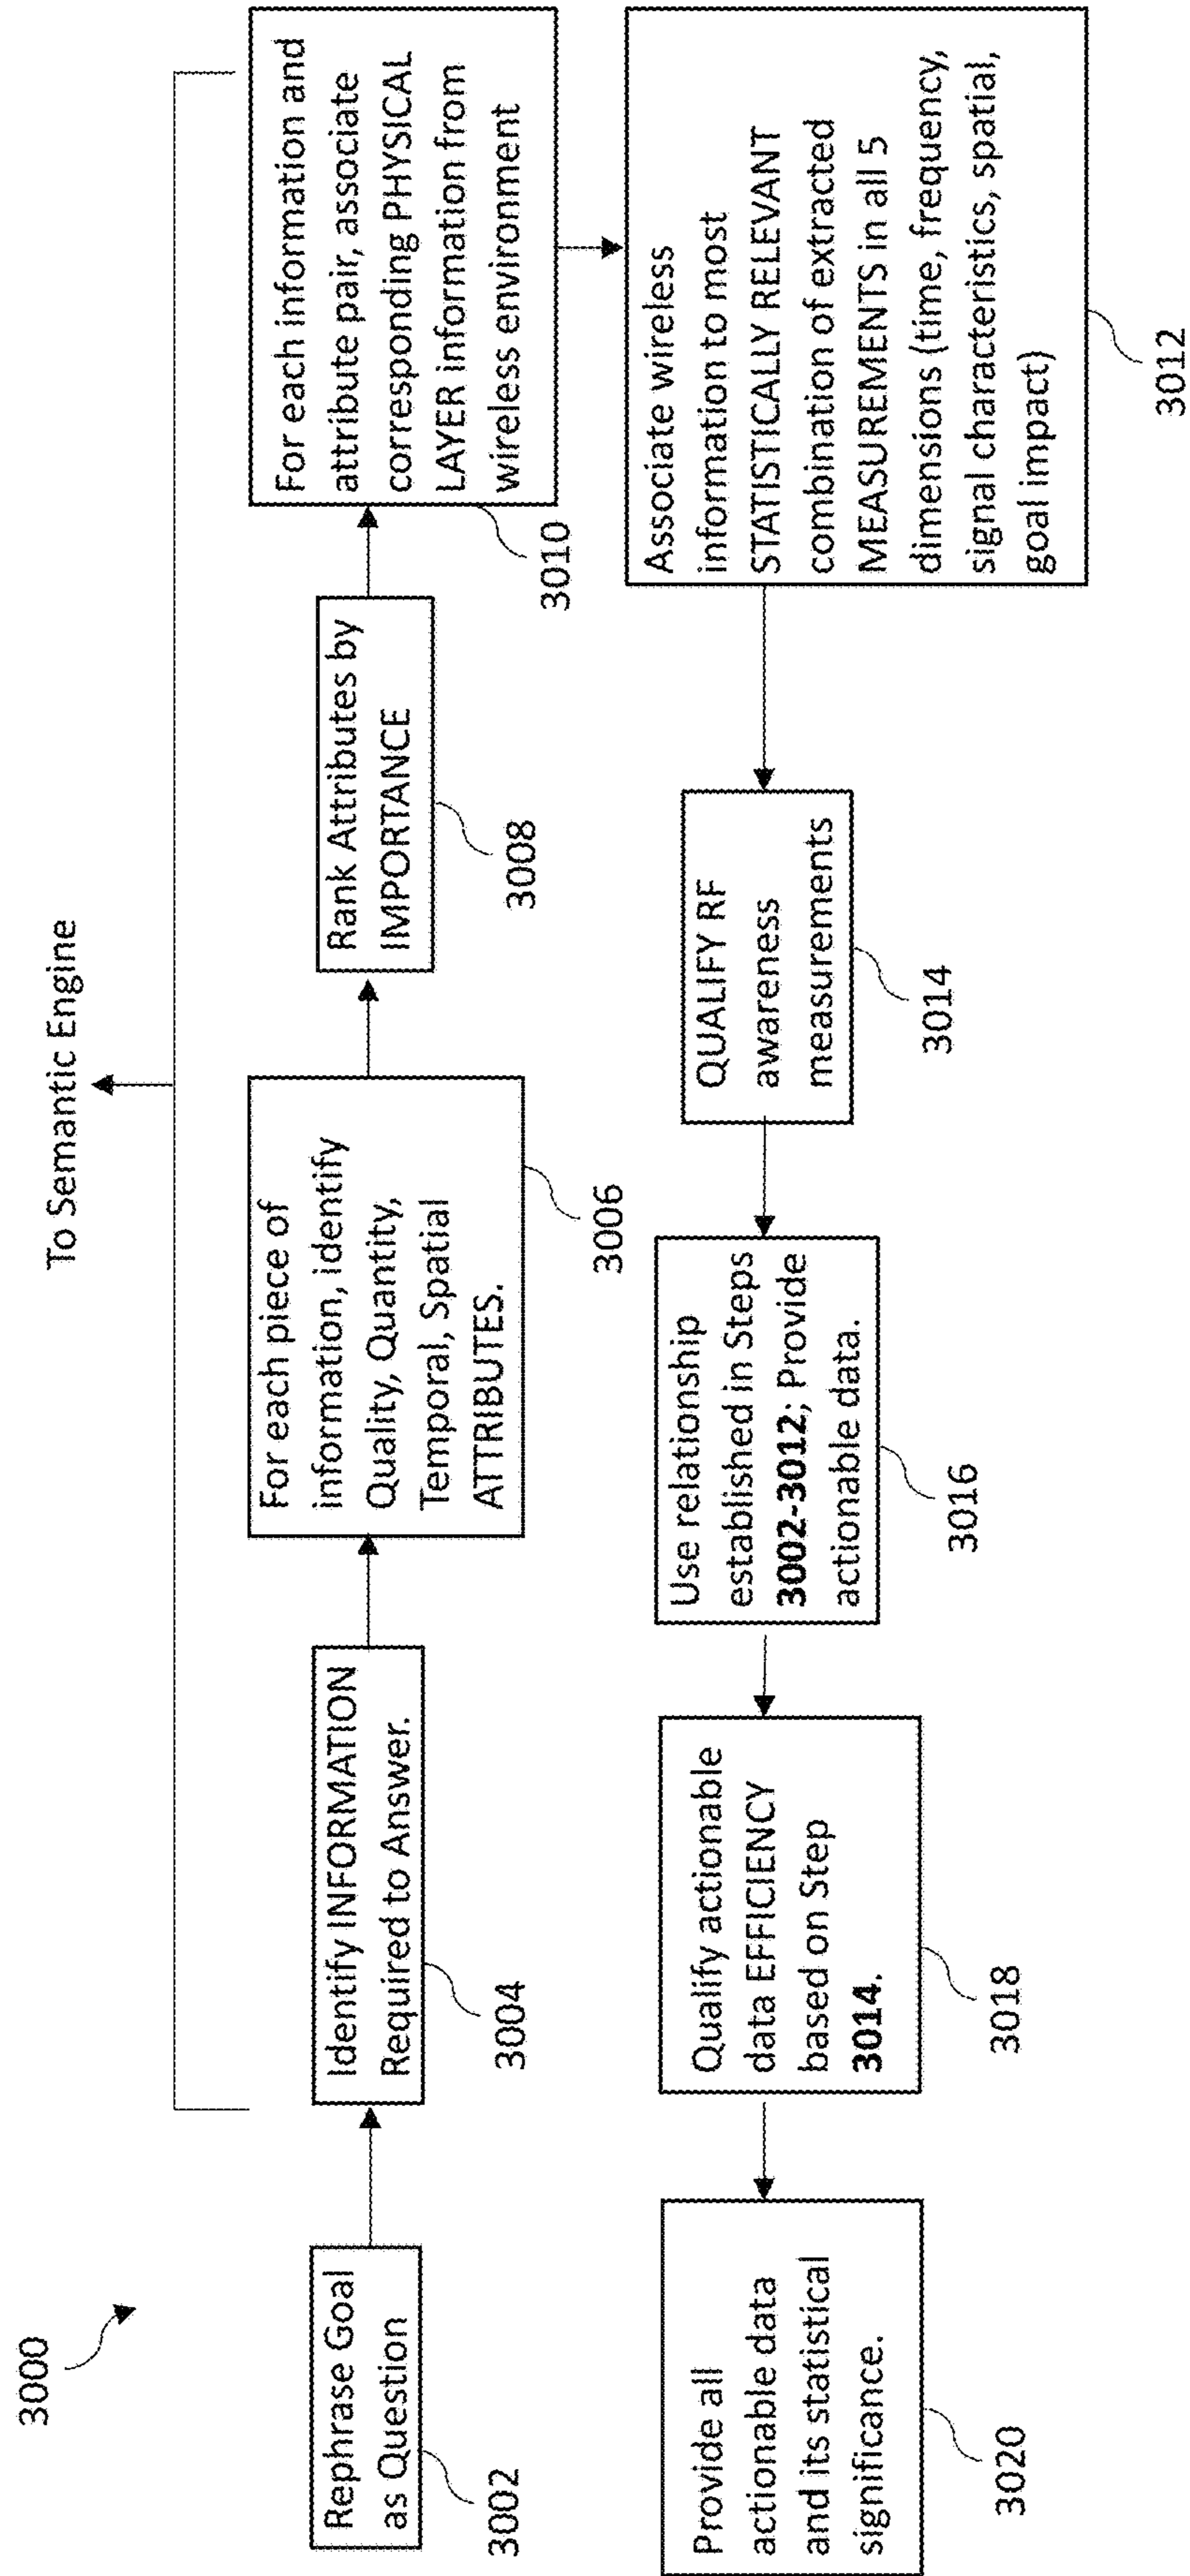 3000
To Semantic Engine
Rephrase Goal
as Question
3002
Identify INFORMATION
Required to Answer.
3004
For each piece of
information, identify
Quality, Quantity,
Temporal, Spatial
ATTRIBUTES.
3006
Rank Attributes by
IMPORTANCE
3008
For each information and
attribute pair, associate
corresponding PHYSICAL
LAYER information from
wireless environment
3010
Associate wireless
information to most
STATISTICALLY RELEVANT
combination of extracted
MEASUREMENTS in all 5
dimensions (time, frequency,
signal characteristics, spatial,
goal impact)
3012
QUALIFY RF
awareness
measurements
3014
Use relationship
established in Steps
3002-3012; Provide
actionable data.
3016
Qualify actionable
data EFFICIENCY
based on Step
3014.
3018
Provide all
actionable data
and its statistical
significance.
3020